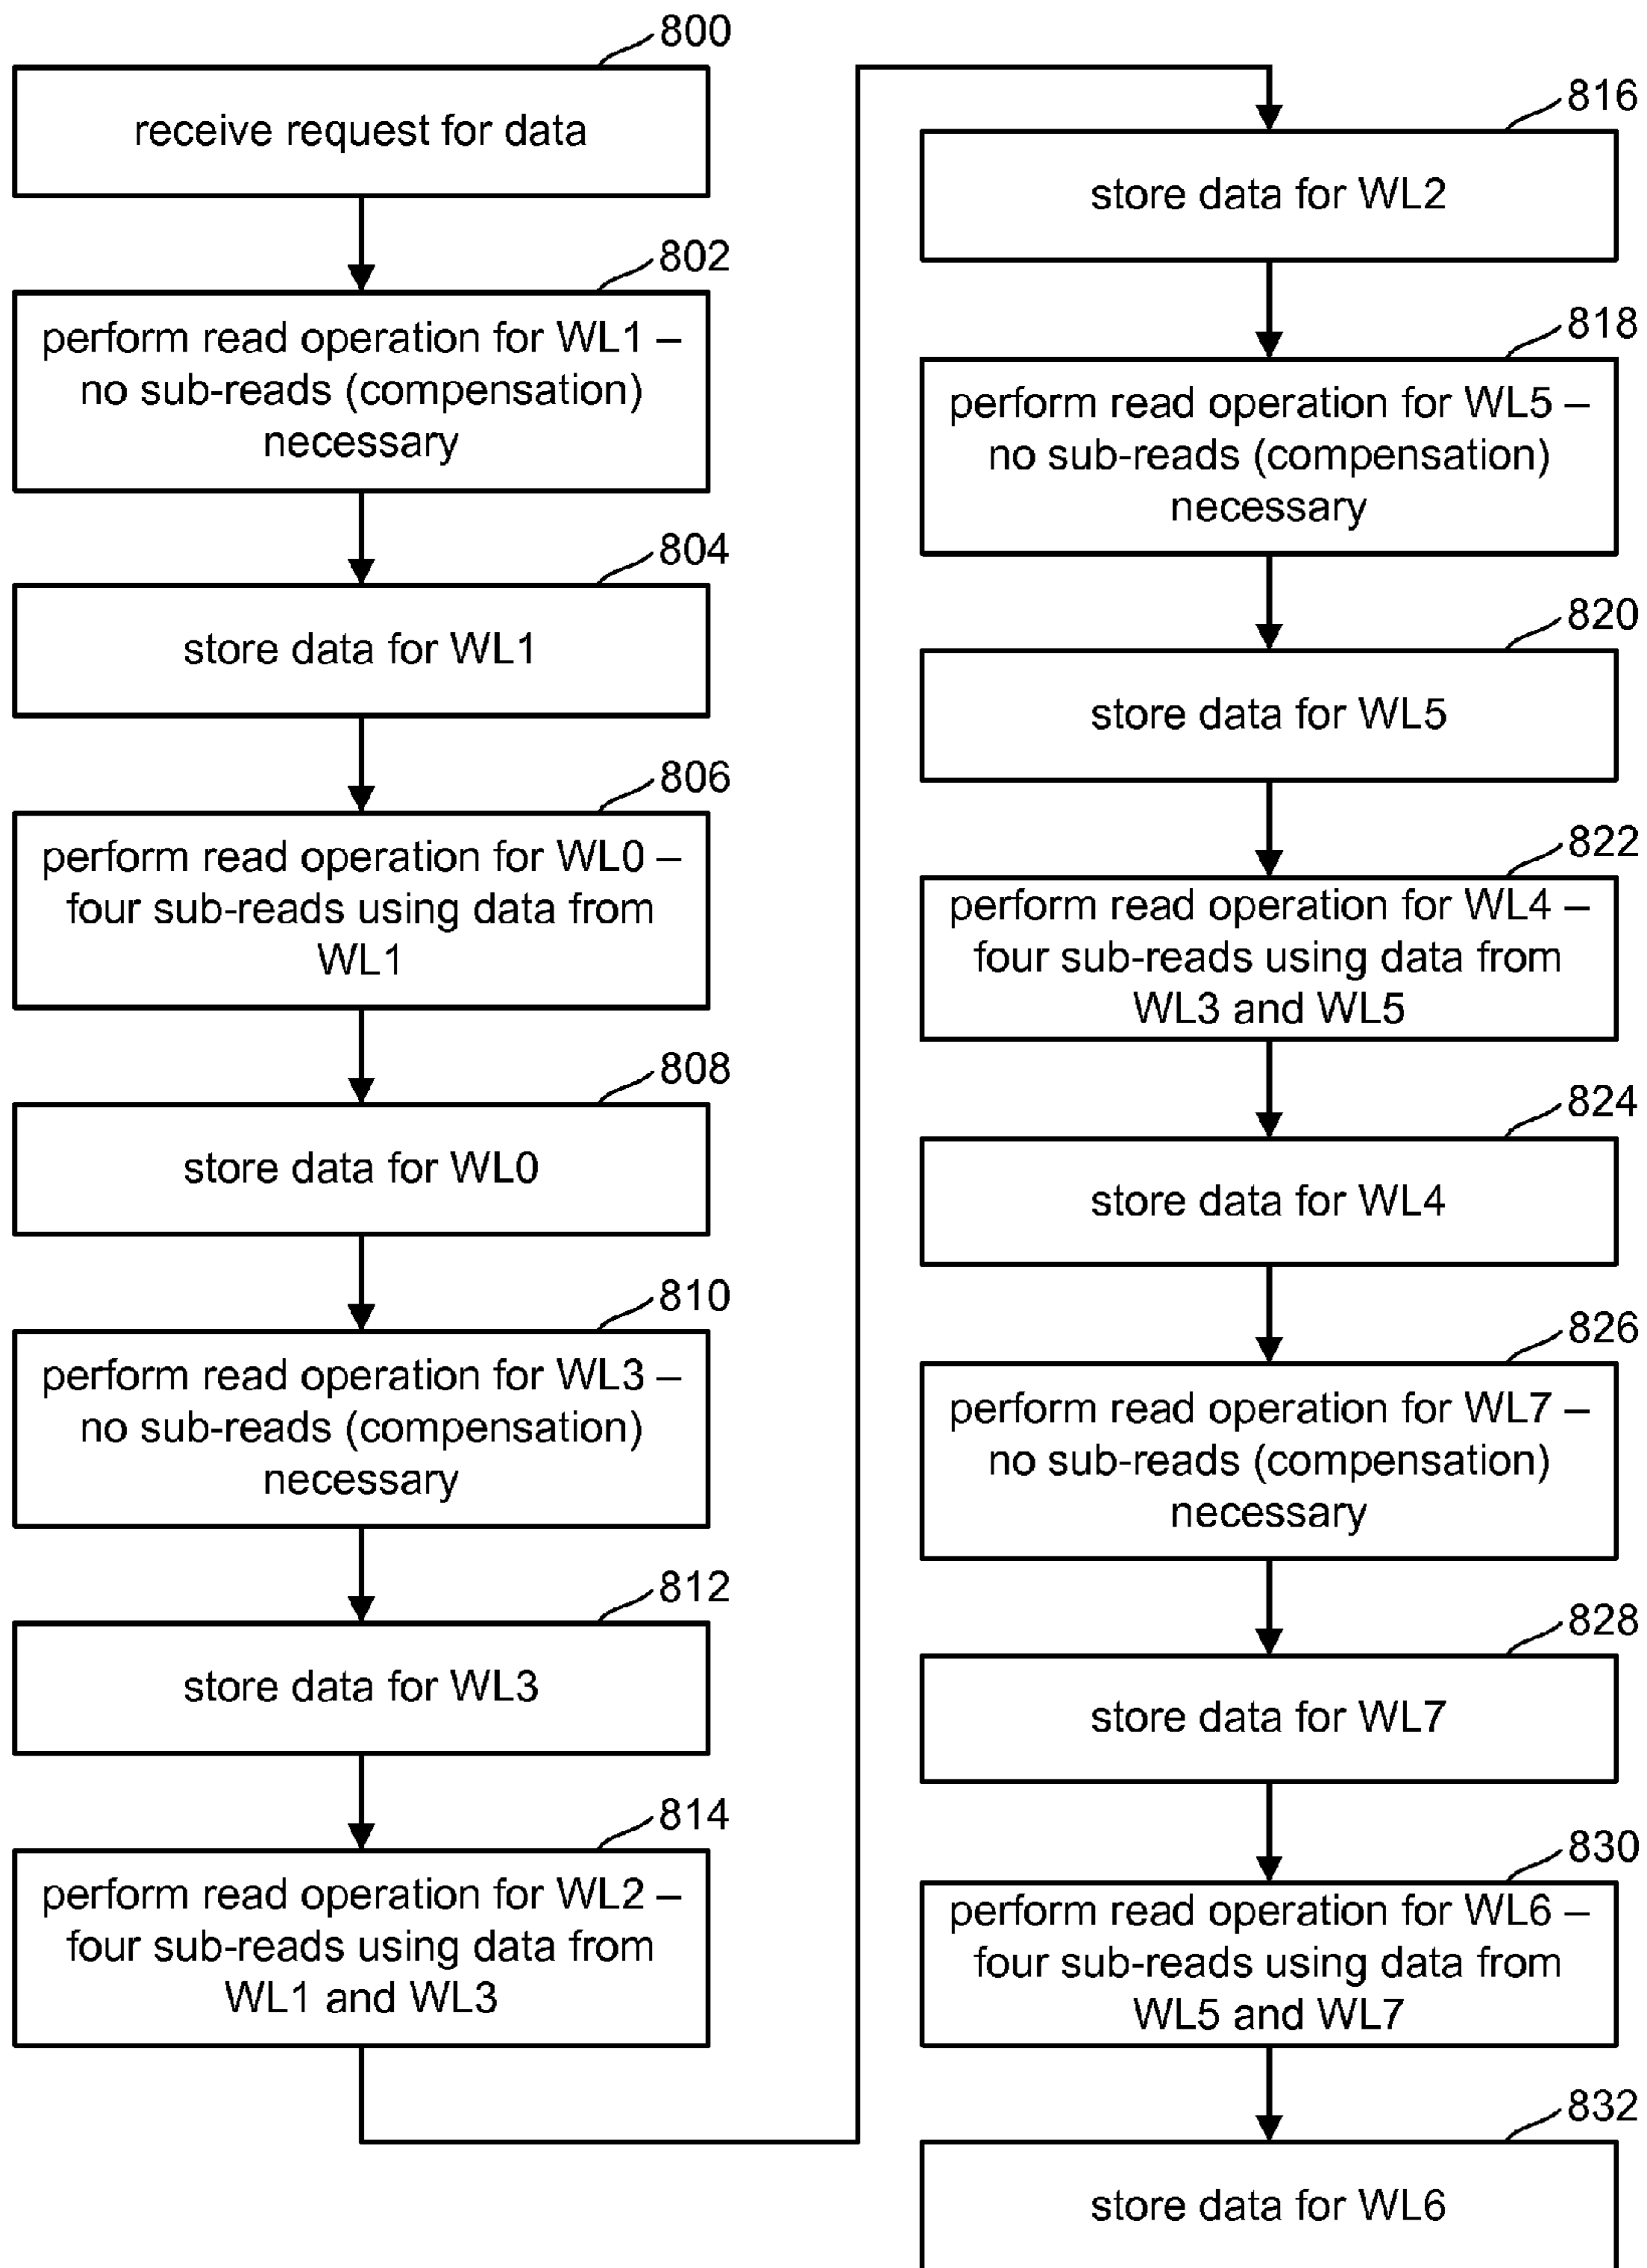 800
receive request for data
802
perform read operation for WL1 –
no sub-reads (compensation)
necessary
804
store data for WL1
806
perform read operation for WL0 –
four sub-reads using data from
WL1
808
store data for WL0
810
perform read operation for WL3 –
no sub-reads (compensation)
necessary
812
store data for WL3
814
perform read operation for WL2 –
four sub-reads using data from
WL1 and WL3
816
store data for WL2
818
perform read operation for WL5 –
no sub-reads (compensation)
necessary
820
store data for WL5
822
perform read operation for WL4 –
four sub-reads using data from
WL3 and WL5
824
store data for WL4
826
perform read operation for WL7 –
no sub-reads (compensation)
necessary
828
store data for WL7
830
perform read operation for WL6 –
four sub-reads using data from
WL5 and WL7
832
store data for WL6